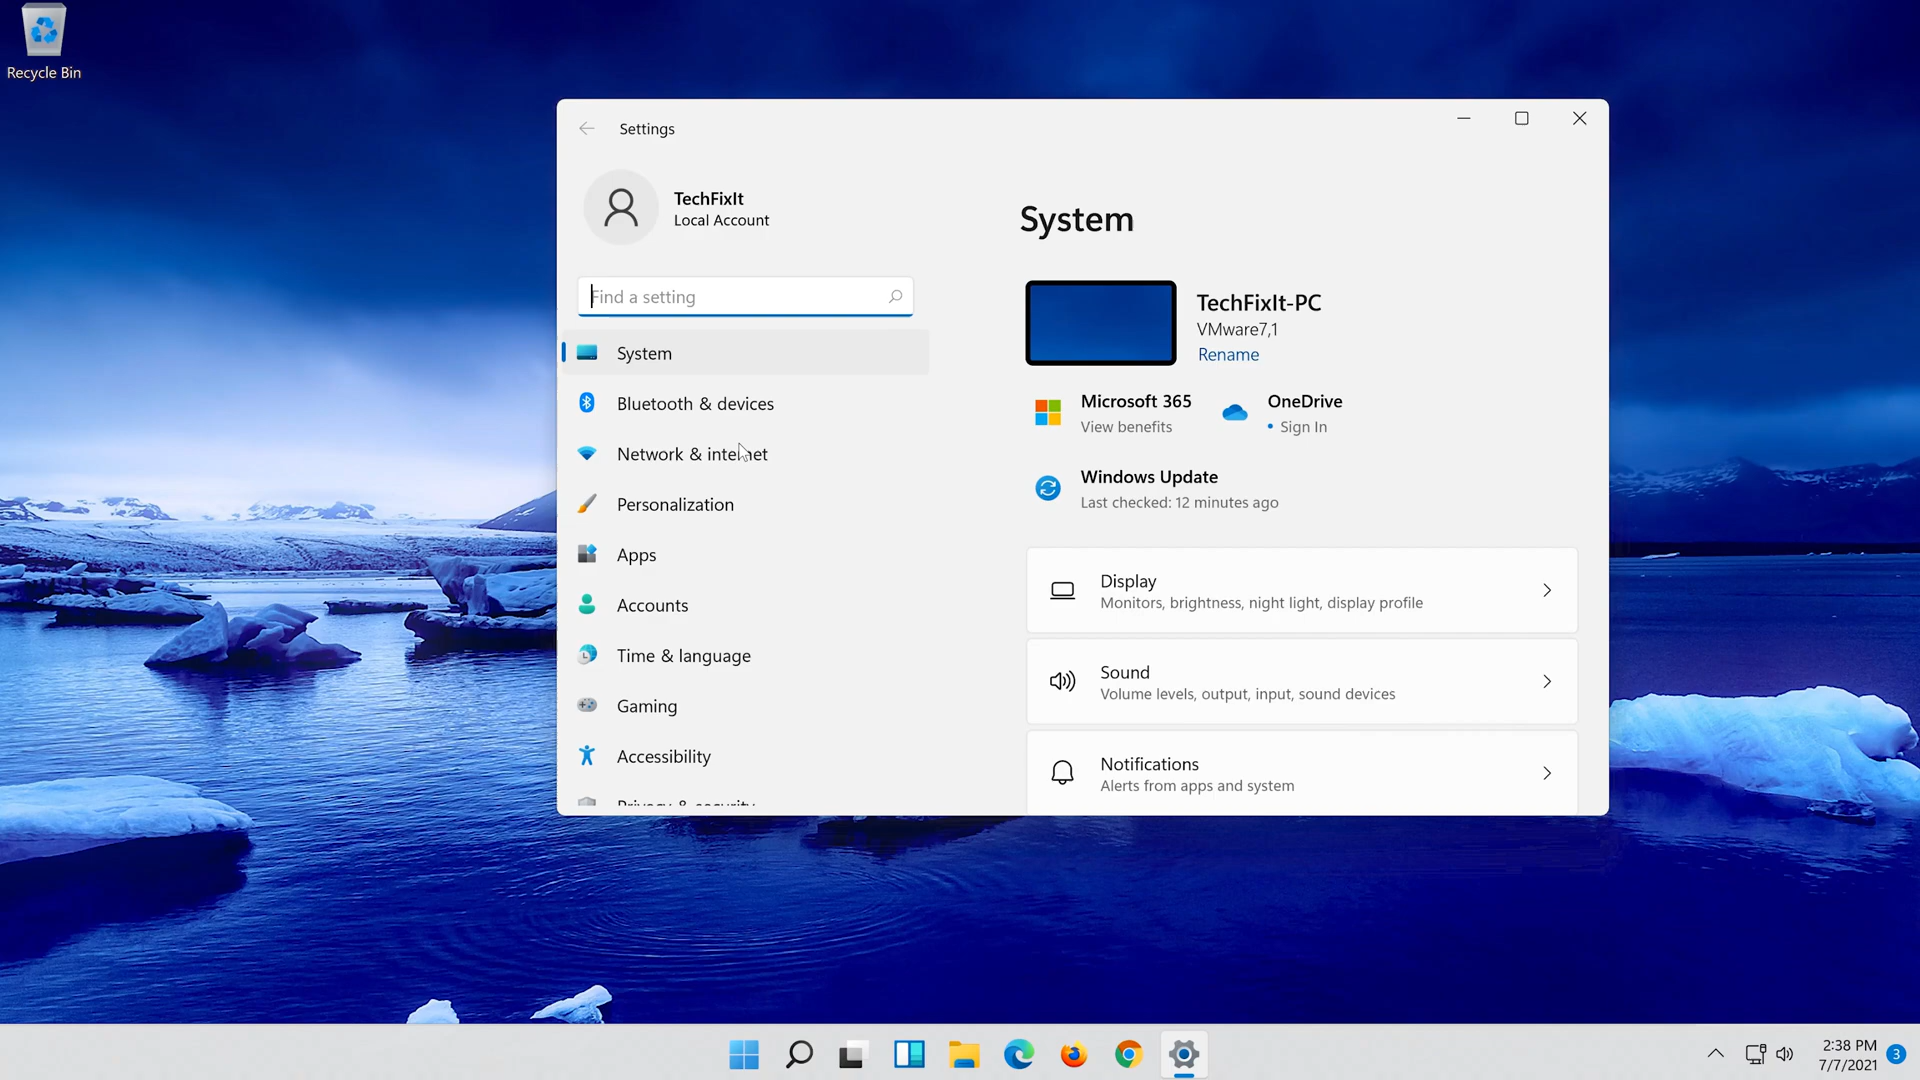 Recycle Bin
Settings
TechFixIt
Local Account
Find a setting
System
Bluetooth & devices
Network & internet
Personalization
Apps
Accounts
Time & language
Gaming
Accessibility
Privacy & security
System
TechFixIt-PC
VMware7,1
Rename
Microsoft 365
View benefits
OneDrive
• Sign In
Windows Update
Last checked: 12 minutes ago
Display
Monitors, brightness, night light, display profile
Sound
Volume levels, output, input, sound devices
Notifications
Alerts from apps and system
2:38 PM
7/7/2021
3